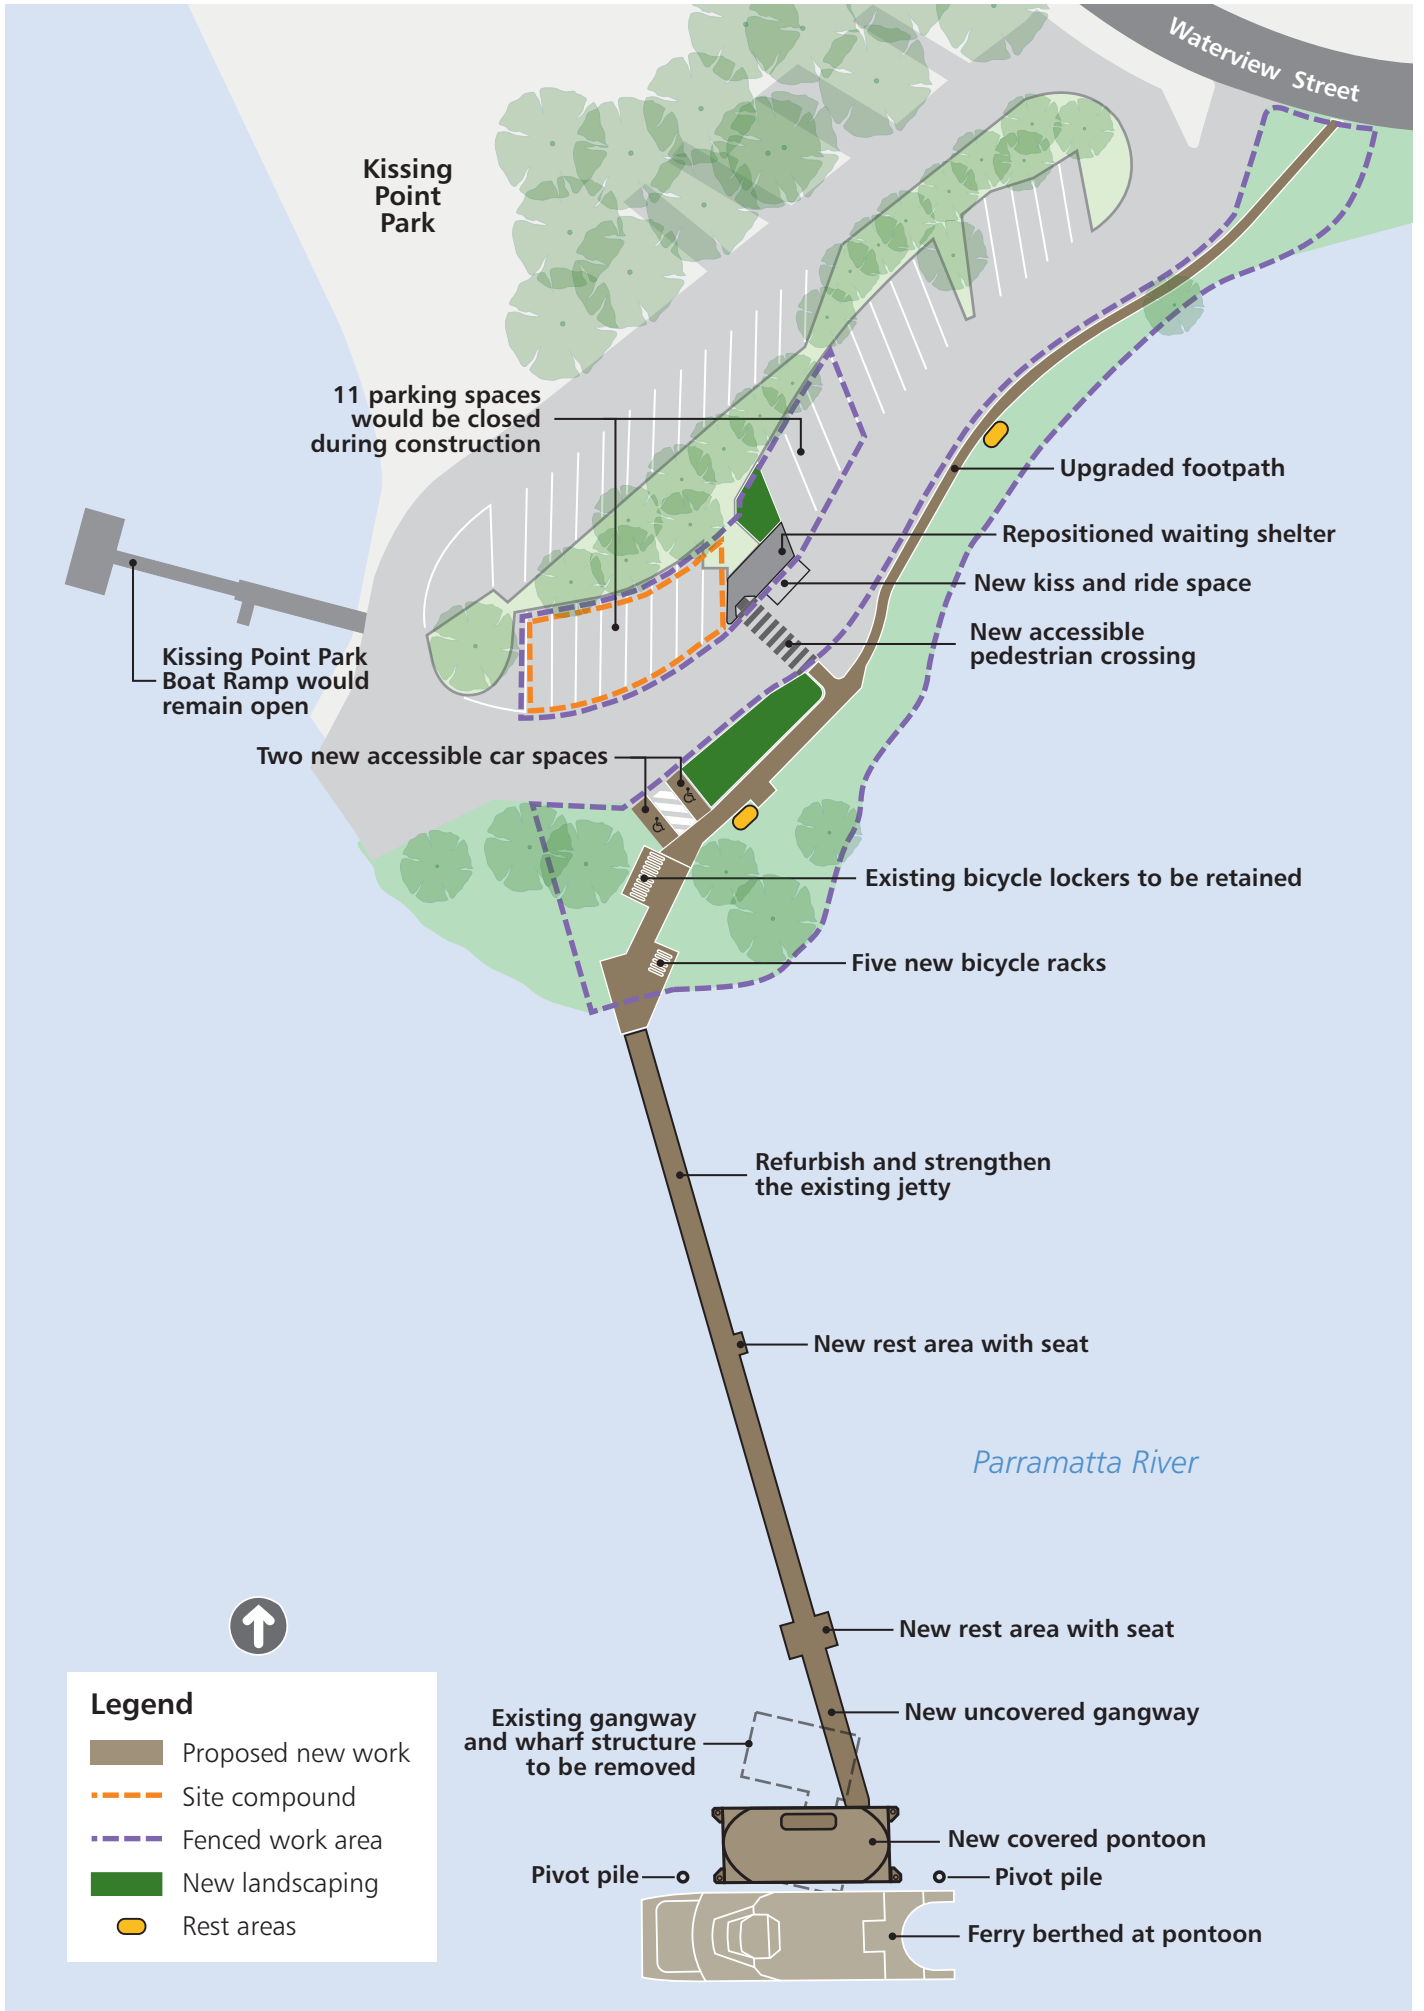 Waterview Street
Kissing
Point
Park
11 parking spaces
would be closed
during construction
Upgraded footpath
Repositioned waiting shelter
New kiss and ride space
New accessible
pedestrian crossing
Kissing Point Park
Boat Ramp would
remain open
Two new accessible car spaces
Existing bicycle lockers to be retained
Five new bicycle racks
Refurbish and strengthen
the existing jetty
New rest area with seat
Parramatta River
New rest area with seat
New uncovered gangway
Existing gangway
and wharf structure
to be removed
New covered pontoon
Pivot pile
Pivot pile
Ferry berthed at pontoon
Legend
Proposed new work
Site compound
Fenced work area
New landscaping
Rest areas